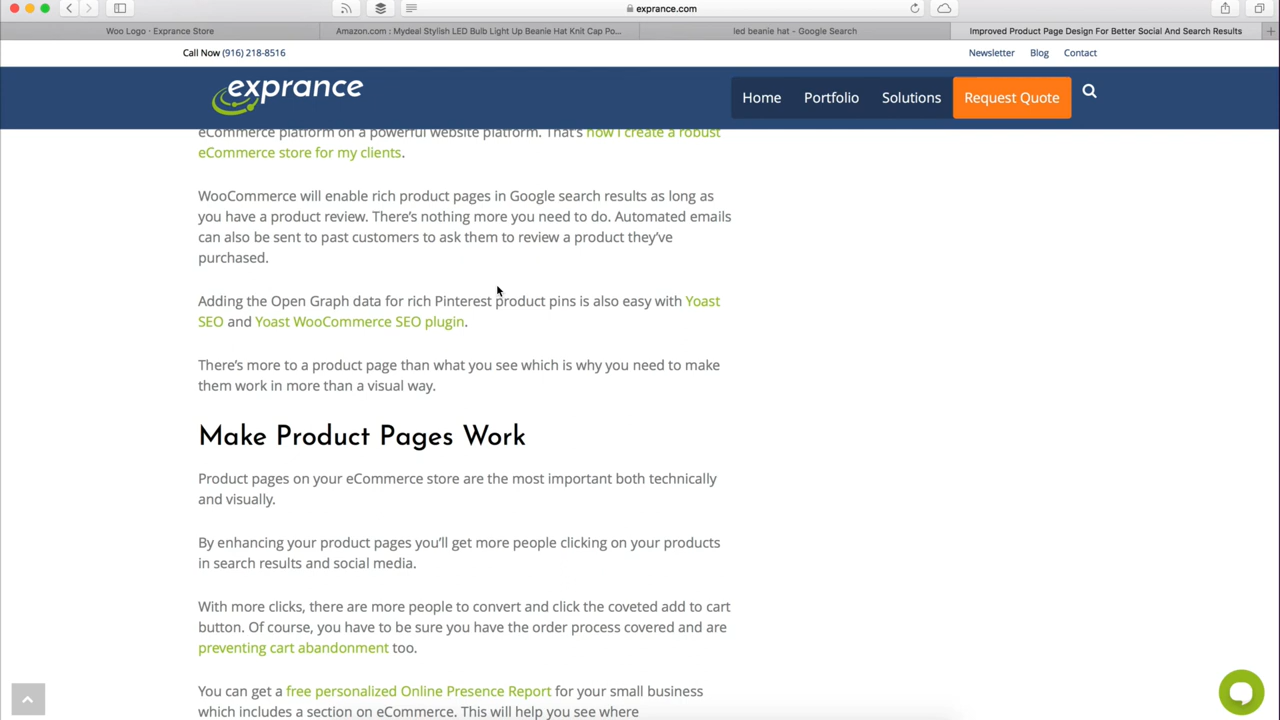 exprance.com
Woo Logo · Exprance Store
Amazon.com : Mydeal Stylish LED Bulb Light Up Beanie Hat Knit Cap Po...
led beanie hat - Google Search
Improved Product Page Design For Better Social And Search Results
Call Now (916) 218-8516
Newsletter
Blog
Contact
exprance
Home
Portfolio
Solutions
Request Quote
eCommerce platform on a powerful website platform. That's how I create a robust
eCommerce store for my clients.
WooCommerce will enable rich product pages in Google search results as long as
you have a product review. There's nothing more you need to do. Automated emails
can also be sent to past customers to ask them to review a product they've
purchased.
Adding the Open Graph data for rich Pinterest product pins is also easy with Yoast
SEO and Yoast WooCommerce SEO plugin.
There's more to a product page than what you see which is why you need to make
them work in more than a visual way.
Make Product Pages Work
Product pages on your eCommerce store are the most important both technically
and visually.
By enhancing your product pages you'll get more people clicking on your products
in search results and social media.
With more clicks, there are more people to convert and click the coveted add to cart
button. Of course, you have to be sure you have the order process covered and are
preventing cart abandonment too.
You can get a free personalized Online Presence Report for your small business
which includes a section on eCommerce. This will help you see where